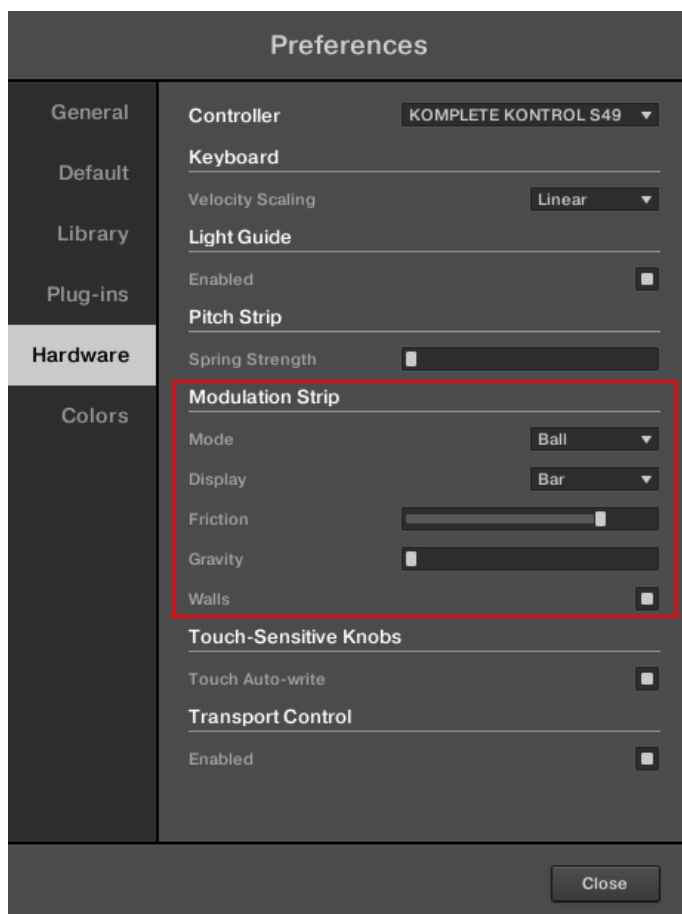 Preferences
General
Default
Library
Plug-ins
Hardware
Colors
Controller KOMPLETE KONTROL S49
Keyboard
Velocity Scaling Linear
Light Guide
Enabled
Pitch Strip
Spring Strength
Modulation Strip
Mode Ball
Display Bar
Friction
Gravity
Walls
Touch-Sensitive Knobs
Touch Auto-write
Transport Control
Enabled
Close